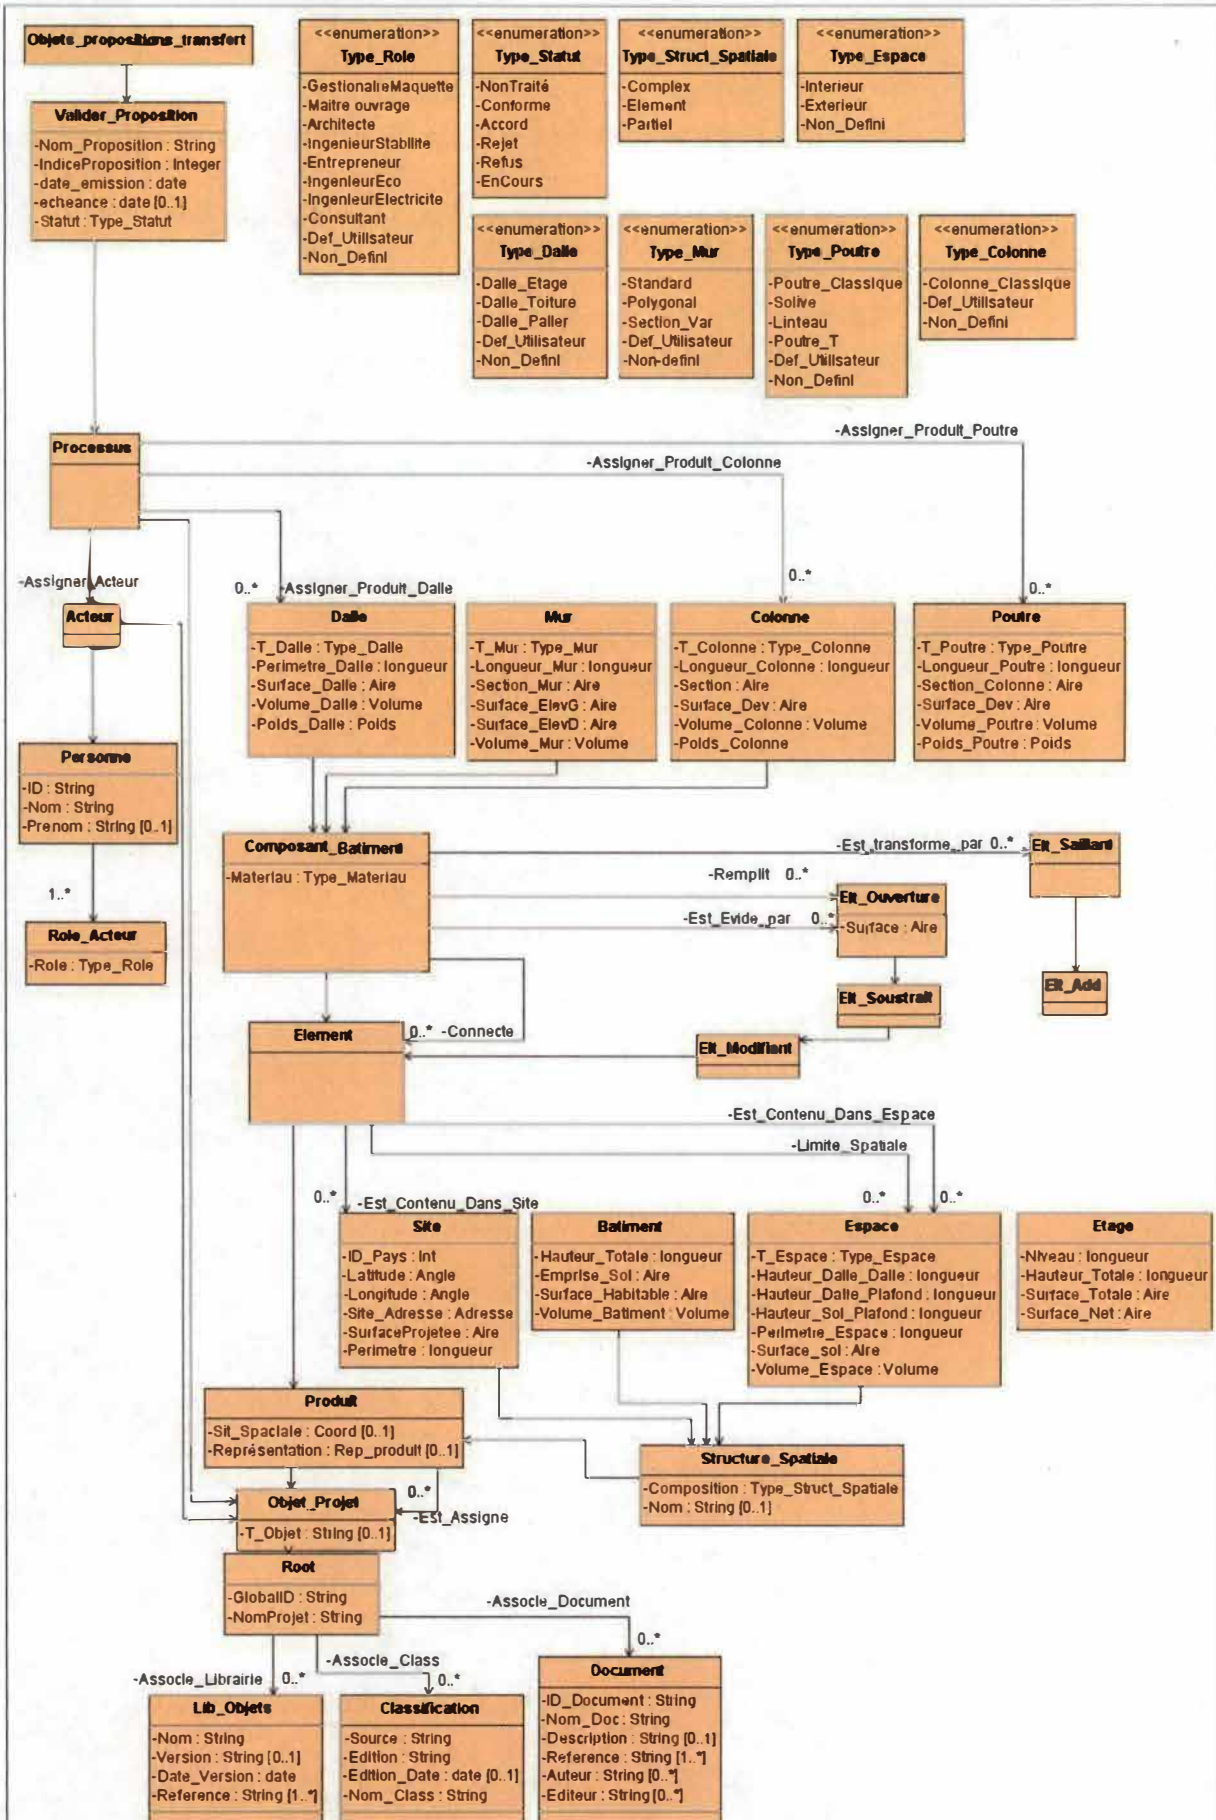 Objets_propositions_transfert
Valider_Proposition
-Nom_Proposition : String
-IndiceProposition : Integer
-date_emission : date
-echeance : date [0..1]
-Statut : Type_Statut
<<enumeration>>
Type_Role
-GestionaireMaquette
-Maitre ouvrage
-Architecte
-IngenieurStabilite
-Entrepreneur
-IngenieurEco
-IngenieurElectricite
-Consultant
-Def_Utilisateur
-Non_Defini
<<enumeration>>
Type_Statut
-NonTraité
-Conforme
-Accord
-Rejet
-Refus
-EnCours
<<enumeration>>
Type_Struct_Spatiale
-Complex
-Element
-Partiel
<<enumeration>>
Type_Espace
-Interieur
-Exterieur
-Non_Defini
<<enumeration>>
Type_Dalle
-Dalle_Etage
-Dalle_Toiture
-Dalle_Palier
-Def_Utilisateur
-Non_Defini
<<enumeration>>
Type_Mur
-Standard
-Polygonal
-Section_Var
-Def_Utilisateur
-Non-defini
<<enumeration>>
Type_Poutre
-Poutre_Classique
-Solive
-Linteau
-Poutre_T
-Def_Utilisateur
-Non_Defini
<<enumeration>>
Type_Colonne
-Colonne_Classique
-Def_Utilisateur
-Non_Defini
Processus
-Assigner_Produit_Poutre
-Assigner_Produit_Colonne
-Assigner_Acteur
0..*
-Assigner_Produit_Dalle
0..*
0..*
Acteur
Dalle
-T_Dalle : Type_Dalle
-Perimetre_Dalle : longueur
-Surface_Dalle : Aire
-Volume_Dalle : Volume
-Poids_Dalle : Poids
Mur
-T_Mur : Type_Mur
-Longueur_Mur : longueur
-Section_Mur : Aire
-Surface_ElevG : Aire
-Surface_ElevD : Aire
-Volume_Mur : Volume
Colonne
-T_Colonne : Type_Colonne
-Longueur_Colonne : longueur
-Section : Aire
-Surface_Dev : Aire
-Volume_Colonne : Volume
-Poids_Colonne
Poutre
-T_Poutre : Type_Poutre
-Longueur_Poutre : longueur
-Section_Colonne : Aire
-Surface_Dev : Aire
-Volume_Poutre : Volume
-Poids_Poutre : Poids
Personne
-ID : String
-Nom : String
-Prenom : String [0..1]
1..*
Role_Acteur
-Role : Type_Role
Composant_Batiment
-Materiau : Type_Materiau
-Est_transforme_par 0..*
-Remplit 0..*
-Est_Evide_par 0..*
Elt_Saillant
Elt_Ouverture
-Surface : Aire
Elt_Add
Elt_Soustrait
Elt_Modifiant
0..* -Connecte
Element
-Est_Contenu_Dans_Espace
-Limite_Spatiale
0..*
-Est_Contenu_Dans_Site
0..*
0..*
Site
-ID_Pays : Int
-Latitude : Angle
-Longitude : Angle
-Site_Adresse : Adresse
-SurfaceProjetee : Aire
-Perimetre : longueur
Batiment
-Hauteur_Totale : longueur
-Emprise_Sol : Aire
-Surface_Habitable : Aire
-Volume_Batiment : Volume
Espace
-T_Espace : Type_Espace
-Hauteur_Dalle_Dalle : longueur
-Hauteur_Dalle_Plafond : longueur
-Hauteur_Sol_Plafond : longueur
-Perimetre_Espace : longueur
-Surface_sol : Aire
-Volume_Espace : Volume
Etage
-Niveau : longueur
-Hauteur_Totale : longueur
-Surface_Totale : Aire
-Surface_Net : Aire
Produit
-Sit_Spaciale : Coord [0..1]
-Représentation : Rep_produit [0..1]
Structure_Spatiale
-Composition : Type_Struct_Spatiale
-Nom : String [0..1]
0..*
-Est_Assigne
Objet_Projet
-T_Objet : String [0..1]
Root
-GlobalID : String
-NomProjet : String
-Associe_Document
0..*
-Associe_Class
0..*
-Associe_Librairie 0..*
Lib_Objets
-Nom : String
-Version : String [0..1]
-Date_Version : date
-Reference : String [1..*]
Classification
-Source : String
-Edition : String
-Edition_Date : date [0..1]
-Nom_Class : String
Document
-ID_Document : String
-Nom_Doc : String
-Description : String [0..1]
-Reference : String [1..*]
-Auteur : String [0..*]
-Editeur : String [0..*]